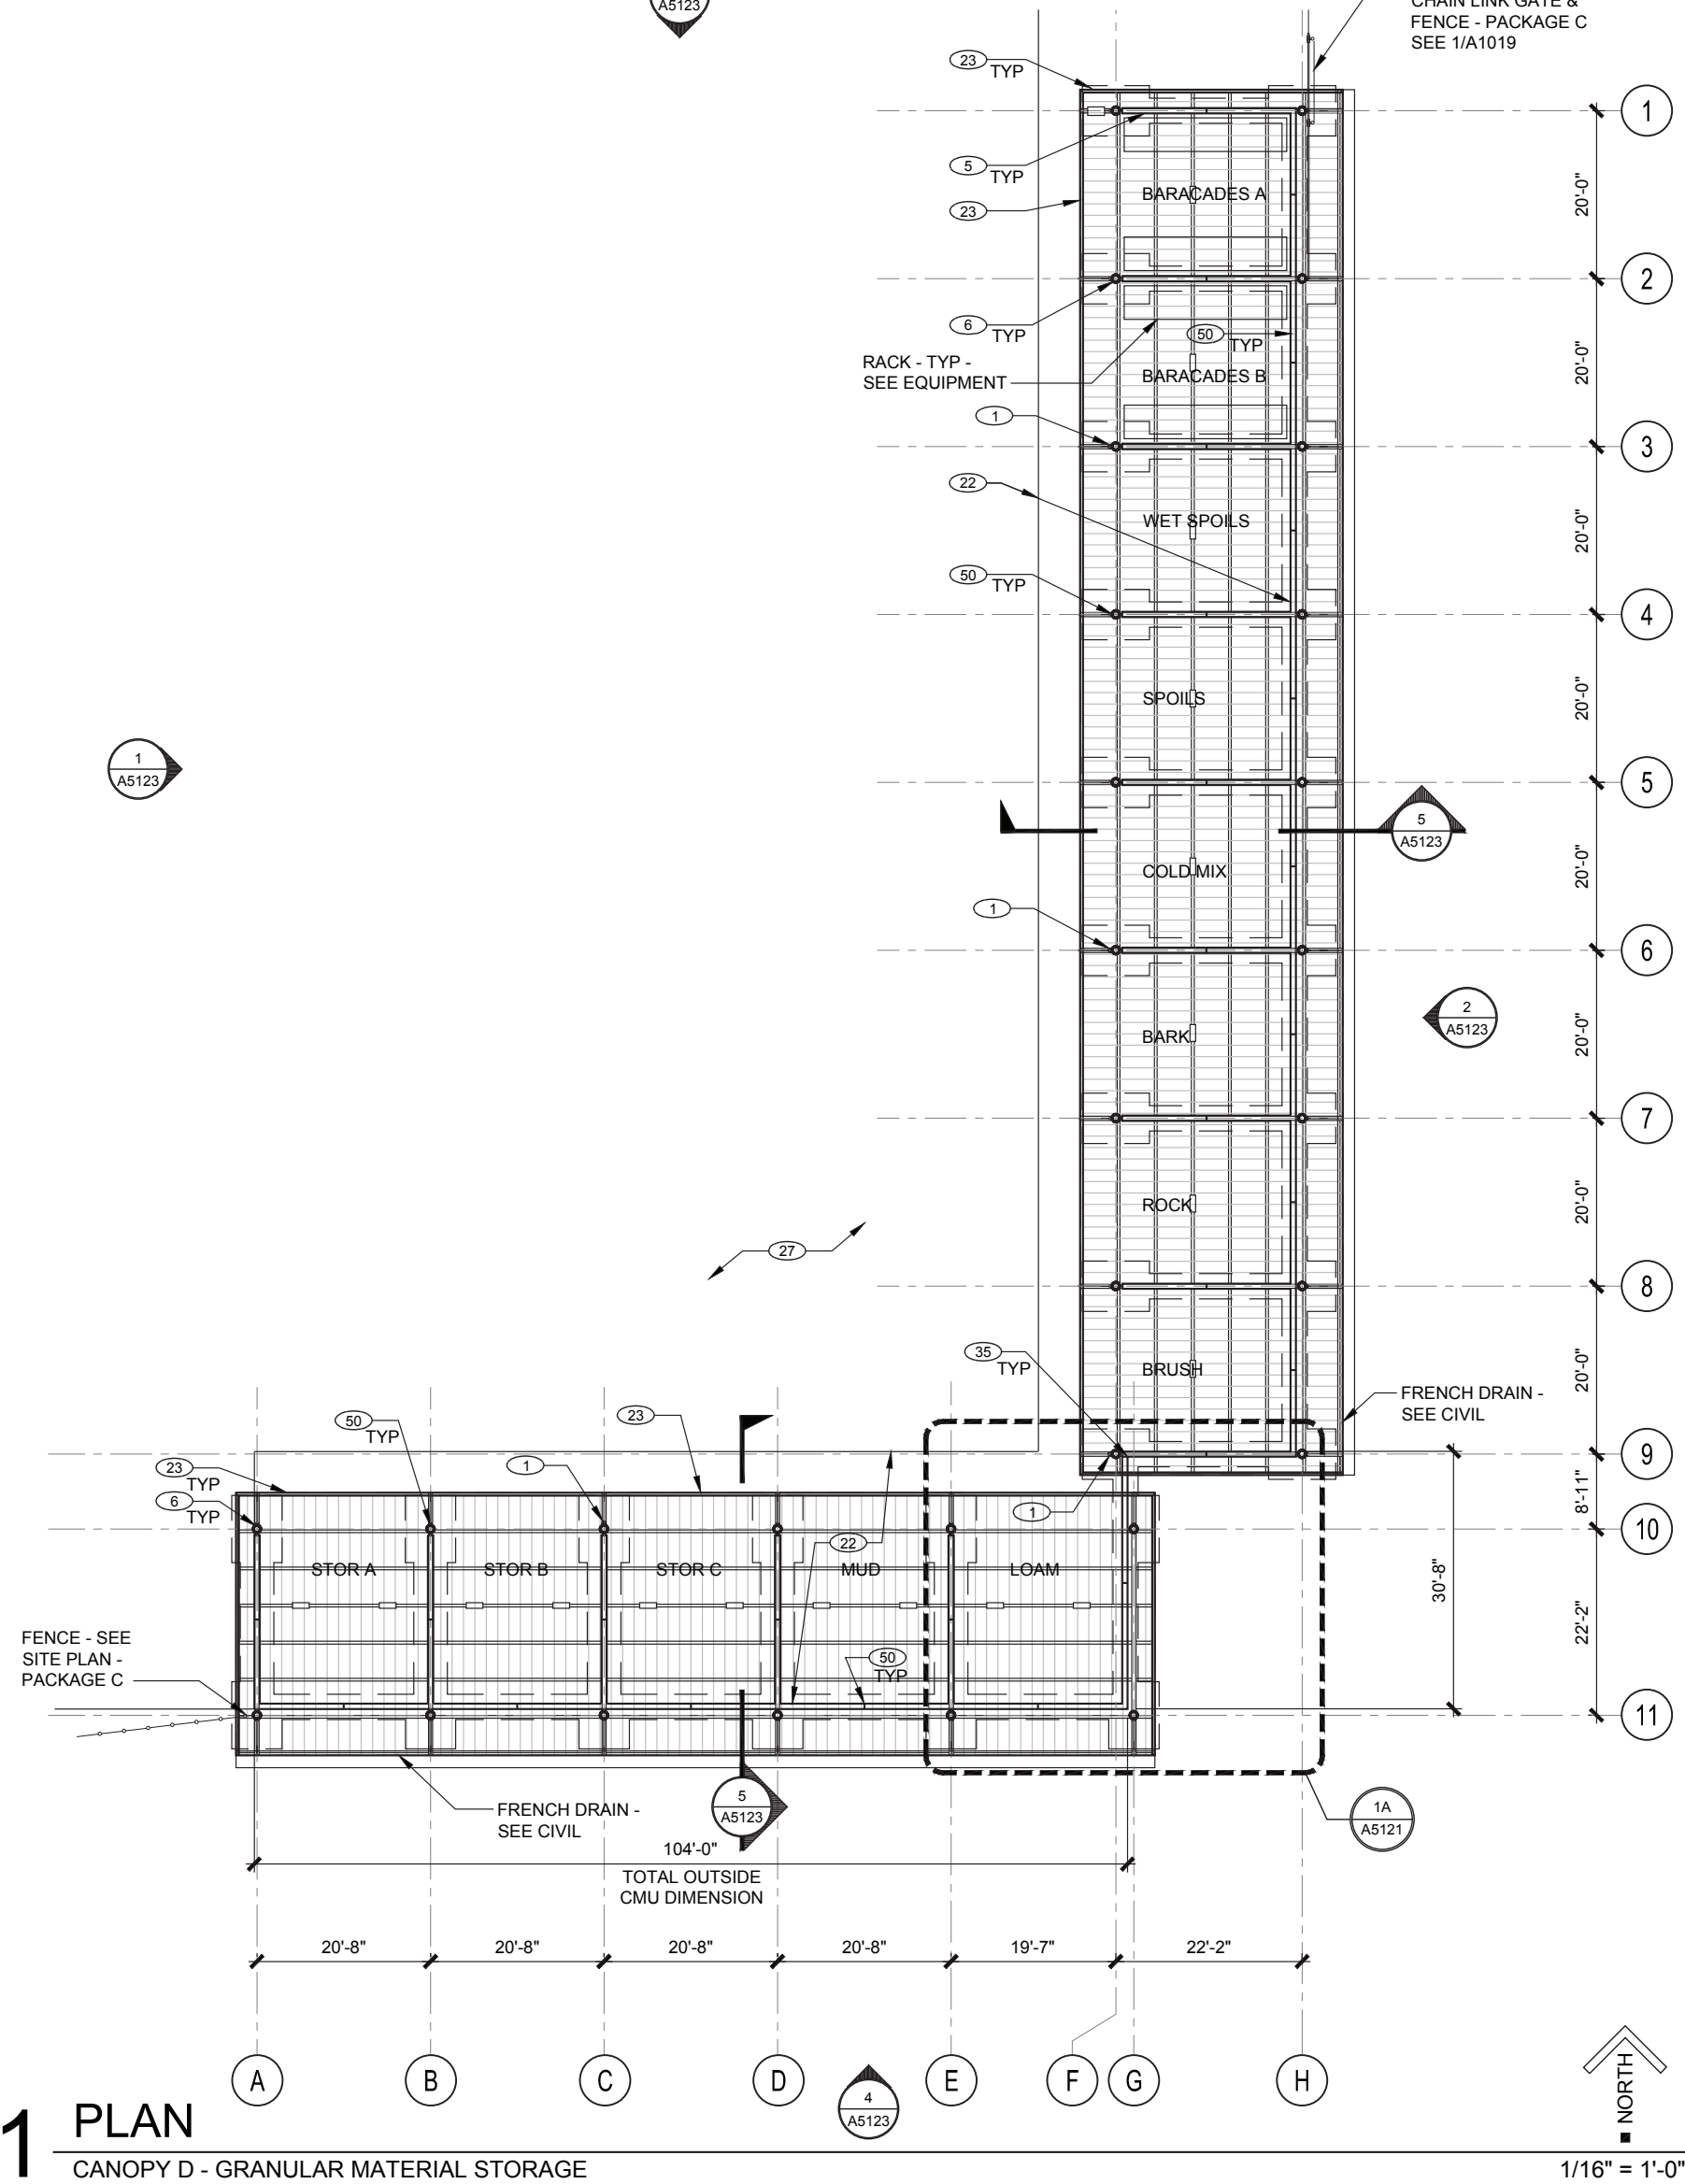 A5123
CHAIN LINK GATE &
FENCE - PACKAGE C
SEE 1/A1019
23
TYP
1
5
TYP
BARACADES A
20'-0"
23
2
6
TYP
50
TYP
RACK - TYP -
SEE EQUIPMENT
BARACADES B
20'-0"
1
3
22
WET SPOILS
20'-0"
50
TYP
4
SPOILS
20'-0"
1
A5123
5
5
A5123
COLD MIX
20'-0"
1
6
2
A5123
BARK
20'-0"
7
ROCK
20'-0"
27
8
35
TYP
BRUSH
20'-0"
FRENCH DRAIN -
SEE CIVIL
50
TYP
23
9
23
TYP
1
6
TYP
1
8'-11"
10
22
STOR A
STOR B
STOR C
MUD
LOAM
30'-8"
22'-2"
FENCE - SEE
SITE PLAN -
PACKAGE C
50
TYP
11
5
A5123
FRENCH DRAIN -
SEE CIVIL
1A
A5121
104'-0"
TOTAL OUTSIDE
CMU DIMENSION
20'-8"
20'-8"
20'-8"
20'-8"
19'-7"
22'-2"
A
B
C
D
E
F
G
H
4
A5123
NORTH
1
PLAN
CANOPY D - GRANULAR MATERIAL STORAGE
1/16" = 1'-0"